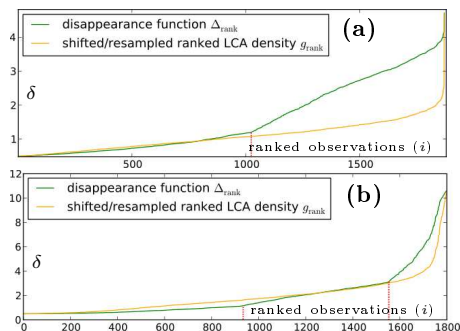 disappearance function Δrank
(a)
shifted/resampled ranked LCA density grank
4
3
δ
2
1
ranked observations (i)
500 1000 1500
12
disappearance function Δrank
(b)
10
shifted/resampled ranked LCA density grank
8
6
δ
4
2
ranked observations (i)
0
0 200 400 600 800 1000 1200 1400 1600 1800